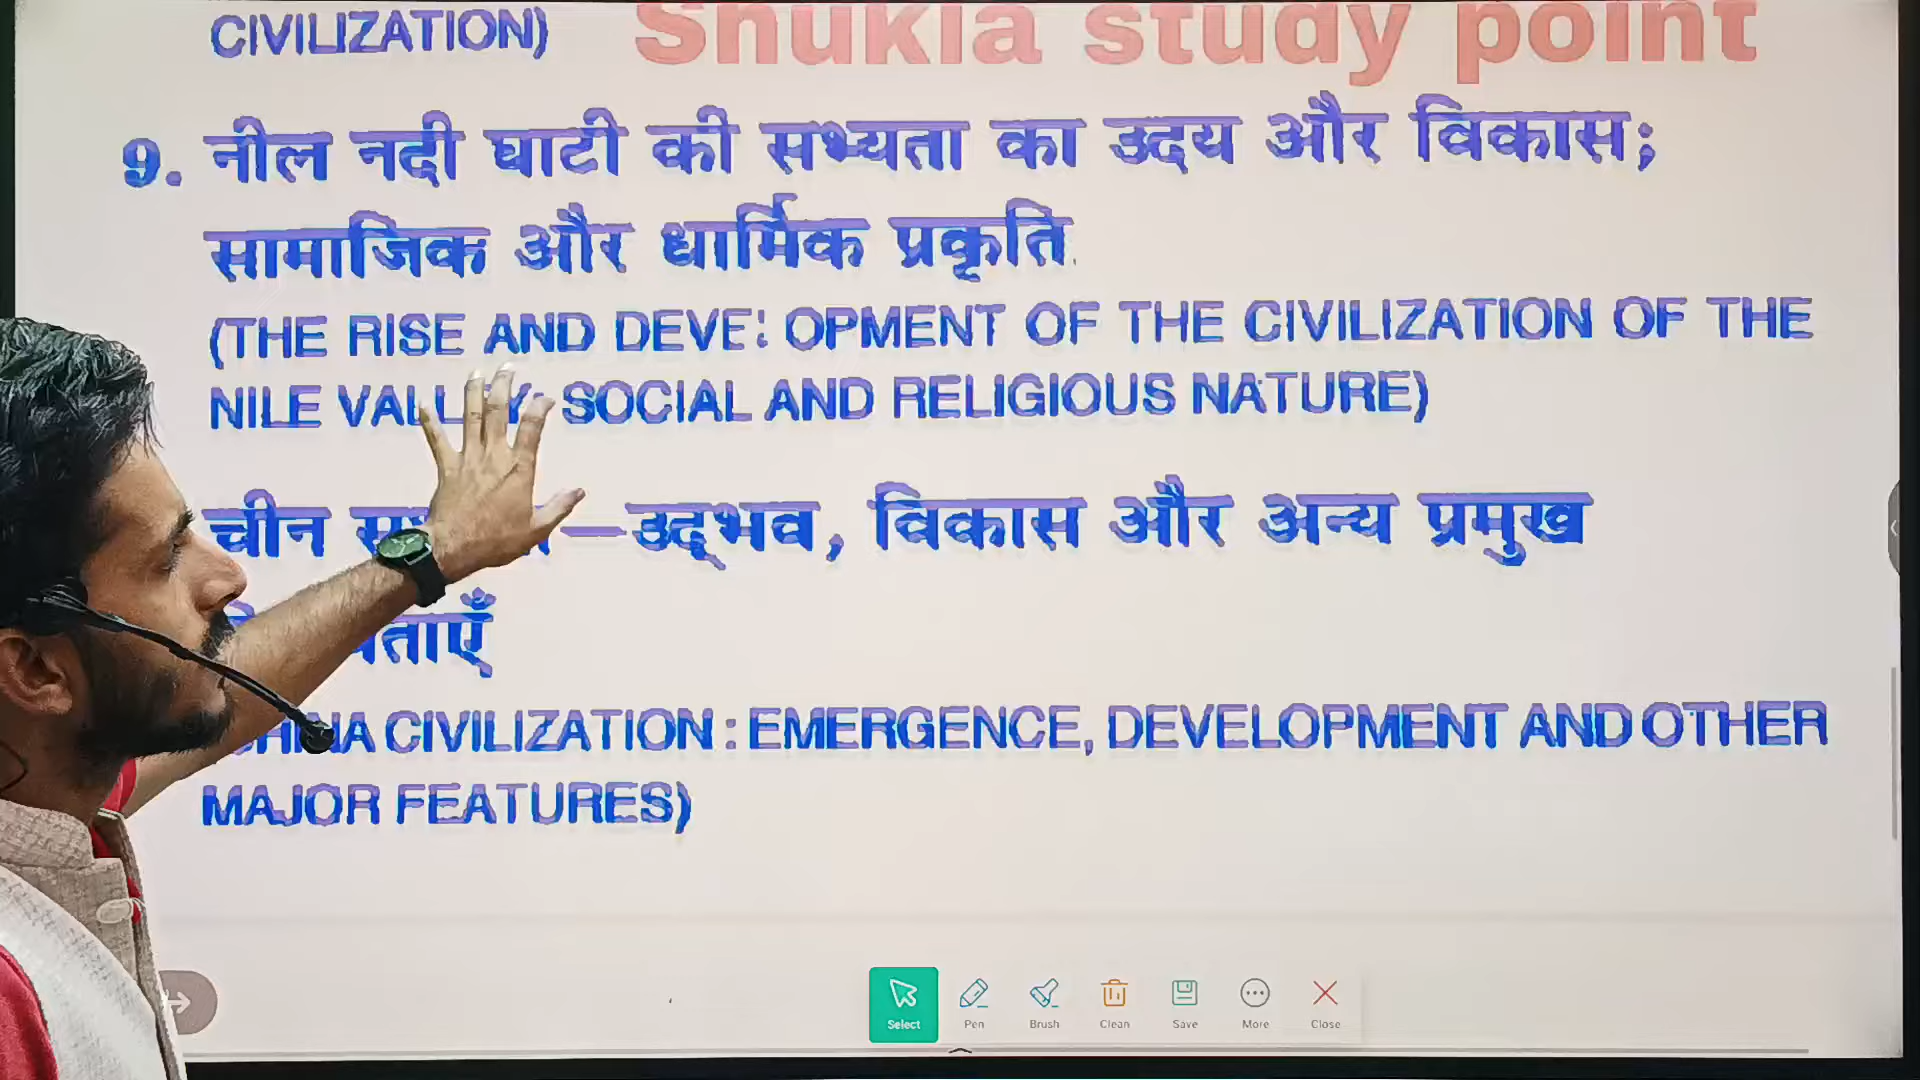 CIVILIZATION)
Shukla study point
9. नील नदी घाटी की सभ्यता का उदय और विकास;
सामाजिक और धार्मिक प्रकृति
(THE RISE AND DEVE! OPMENT OF THE CIVILIZATION OF THE
NILE VALLEY: SOCIAL AND RELIGIOUS NATURE)
चीन —उद्भव, विकास और अन्य प्रमुख
CIVILIZATION : EMERGENCE, DEVELOPMENT AND OTHER
MAJOR FEATURES)
Select Pen Brush Clean Save More Close